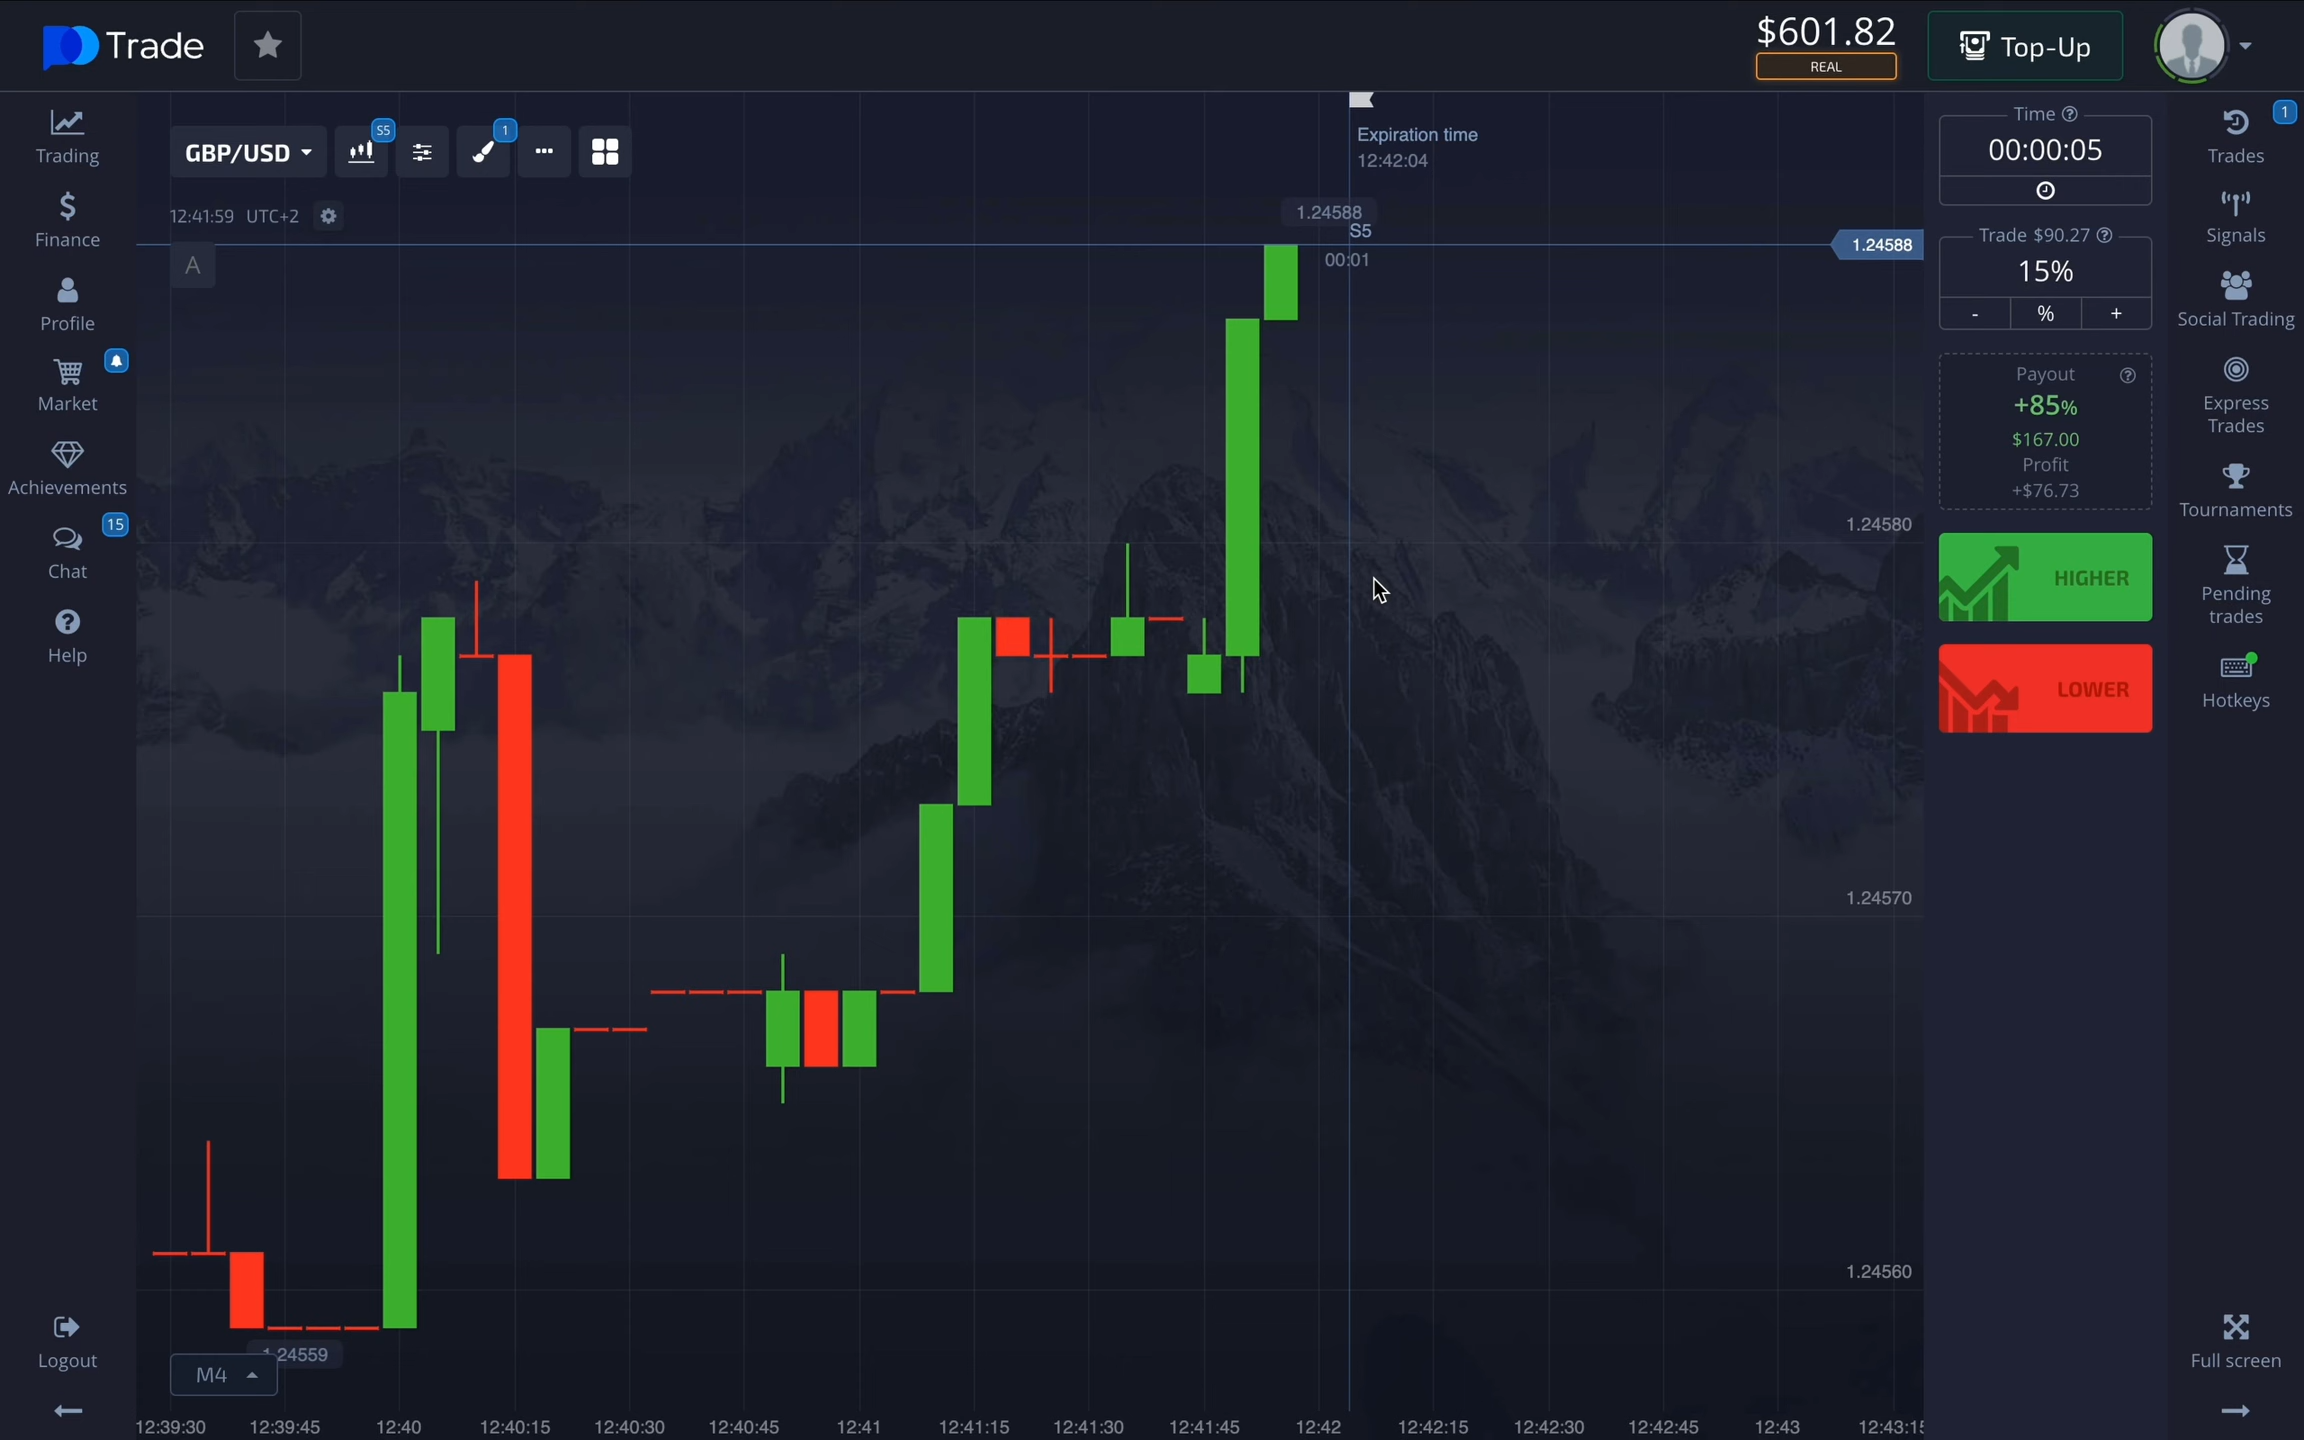 Trade
$601.82
REAL
Top-Up
Trading
Finance
Profile
Market
Achievements
15
Chat
Help
Logout
GBP/USD
S5
1
12:41:59 UTC+2
A
Expiration time
12:42:04
1.24588
S5
00:01
1.24588
1.24580
1.24570
1.24560
1.24559
M4
12:39:30 12:39:45 12:40 12:40:15 12:40:30 12:40:45 12:41 12:41:15 12:41:30 12:41:45 12:42 12:42:15 12:42:30 12:42:45 12:43 12:43:15
Time
00:00:05
Trade $90.27
15%
- % +
Payout
+85%
$167.00
Profit
+$76.73
HIGHER
LOWER
1
Trades
Signals
Social Trading
Express
Trades
Tournaments
Pending
trades
Hotkeys
Full screen